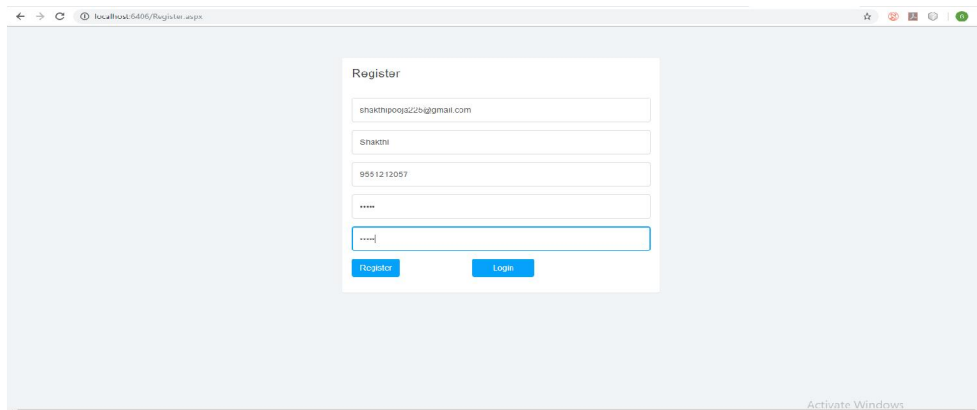 localhost:6406/Register.aspx
n
Register
shakthipooja225@gmail.com
Shakthi
9551212057
•••••
•••••
Register Login
Activate Windows